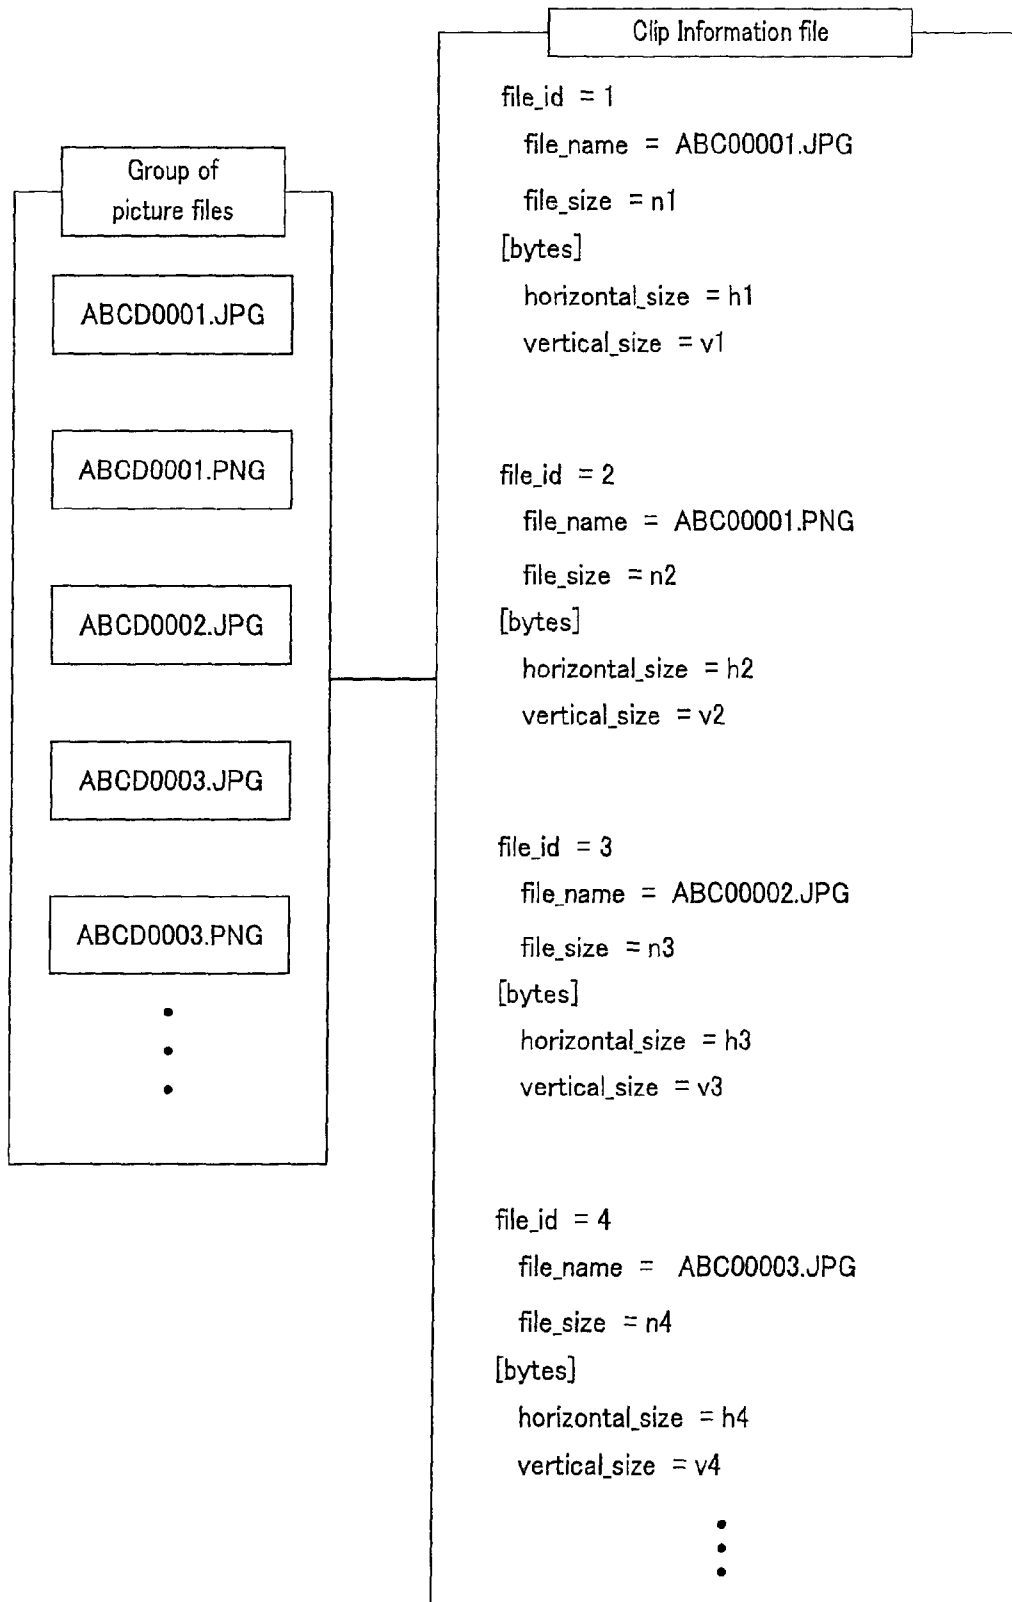 Group of
picture files
ABCD0001.JPG
ABCD0001.PNG
ABCD0002.JPG
ABCD0003.JPG
ABCD0003.PNG
Clip Information file
file_id = 1
file_name = ABC00001.JPG
file_size = n1
[bytes]
horizontal_size = h1
vertical_size = v1
file_id = 2
file_name = ABC00001.PNG
file_size = n2
[bytes]
horizontal_size = h2
vertical_size = v2
file_id = 3
file_name = ABC00002.JPG
file_size = n3
[bytes]
horizontal_size = h3
vertical_size = v3
file_id = 4
file_name = ABC00003.JPG
file_size = n4
[bytes]
horizontal_size = h4
vertical_size = v4